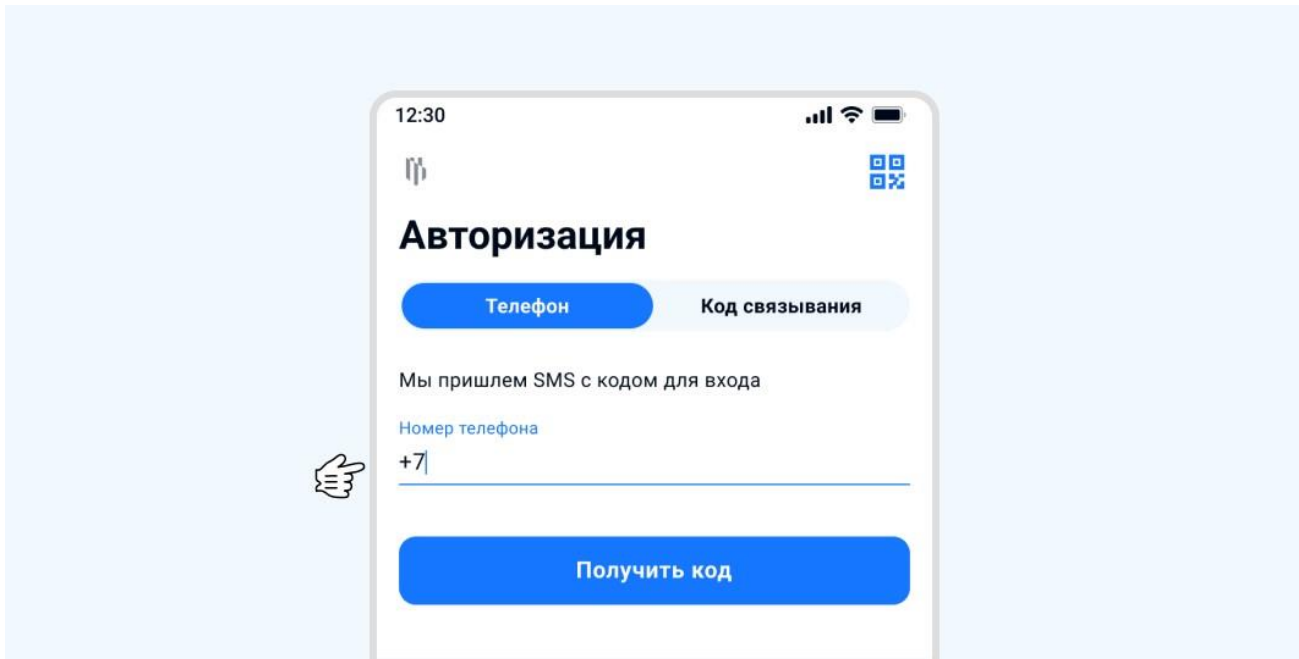 12:30
Авторизация
Телефон Код связывания
Мы пришлем SMS с кодом для входа
Номер телефона
+7
Получить код